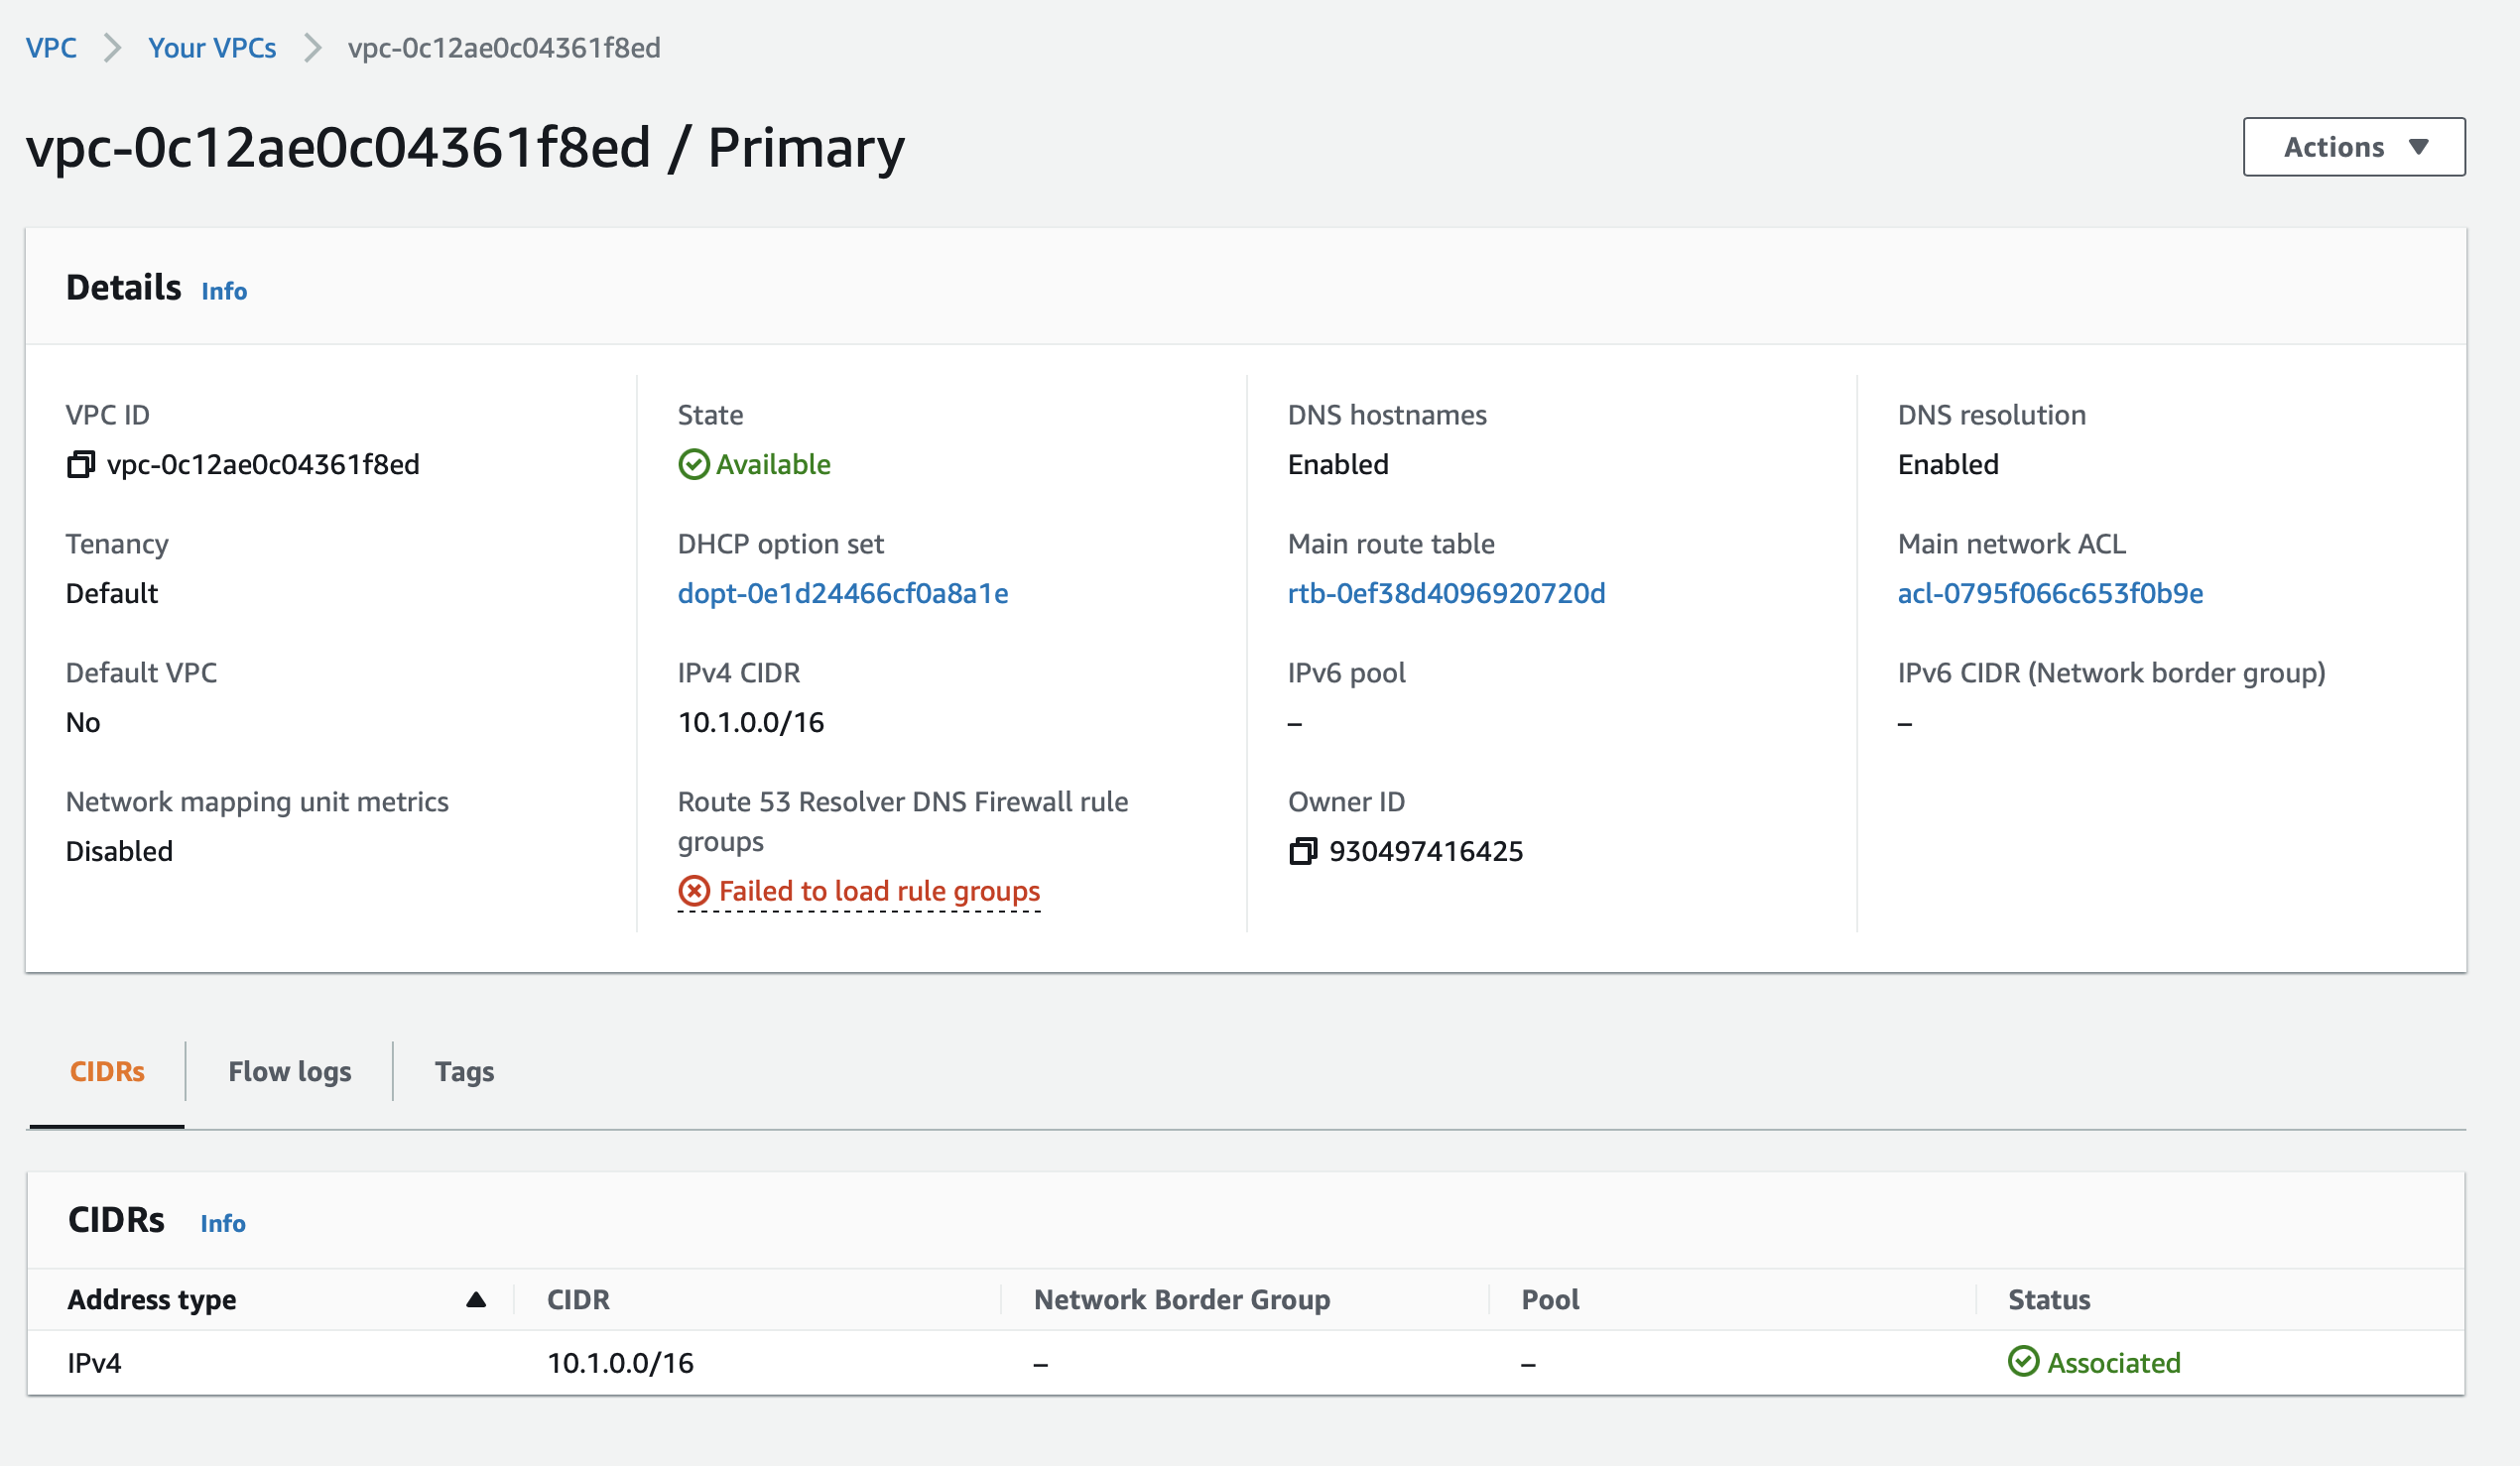 VPC > Your VPCs > vpc-0c12ae0c04361f8ed
vpc-0c12ae0c04361f8ed / Primary
Actions
Details Info
VPC ID
vpc-0c12ae0c04361f8ed
State
Available
DNS hostnames
Enabled
DNS resolution
Enabled
Tenancy
Default
DHCP option set
dopt-0e1d24466cf0a8a1e
Main route table
rtb-0ef38d4096920720d
Main network ACL
acl-0795f066c653f0b9e
Default VPC
No
IPv4 CIDR
10.1.0.0/16
IPv6 pool
–
IPv6 CIDR (Network border group)
–
Network mapping unit metrics
Disabled
Route 53 Resolver DNS Firewall rule
groups
Failed to load rule groups
Owner ID
930497416425
CIDRs Flow logs Tags
CIDRs Info
Address type CIDR Network Border Group Pool Status
IPv4 10.1.0.0/16 – – Associated